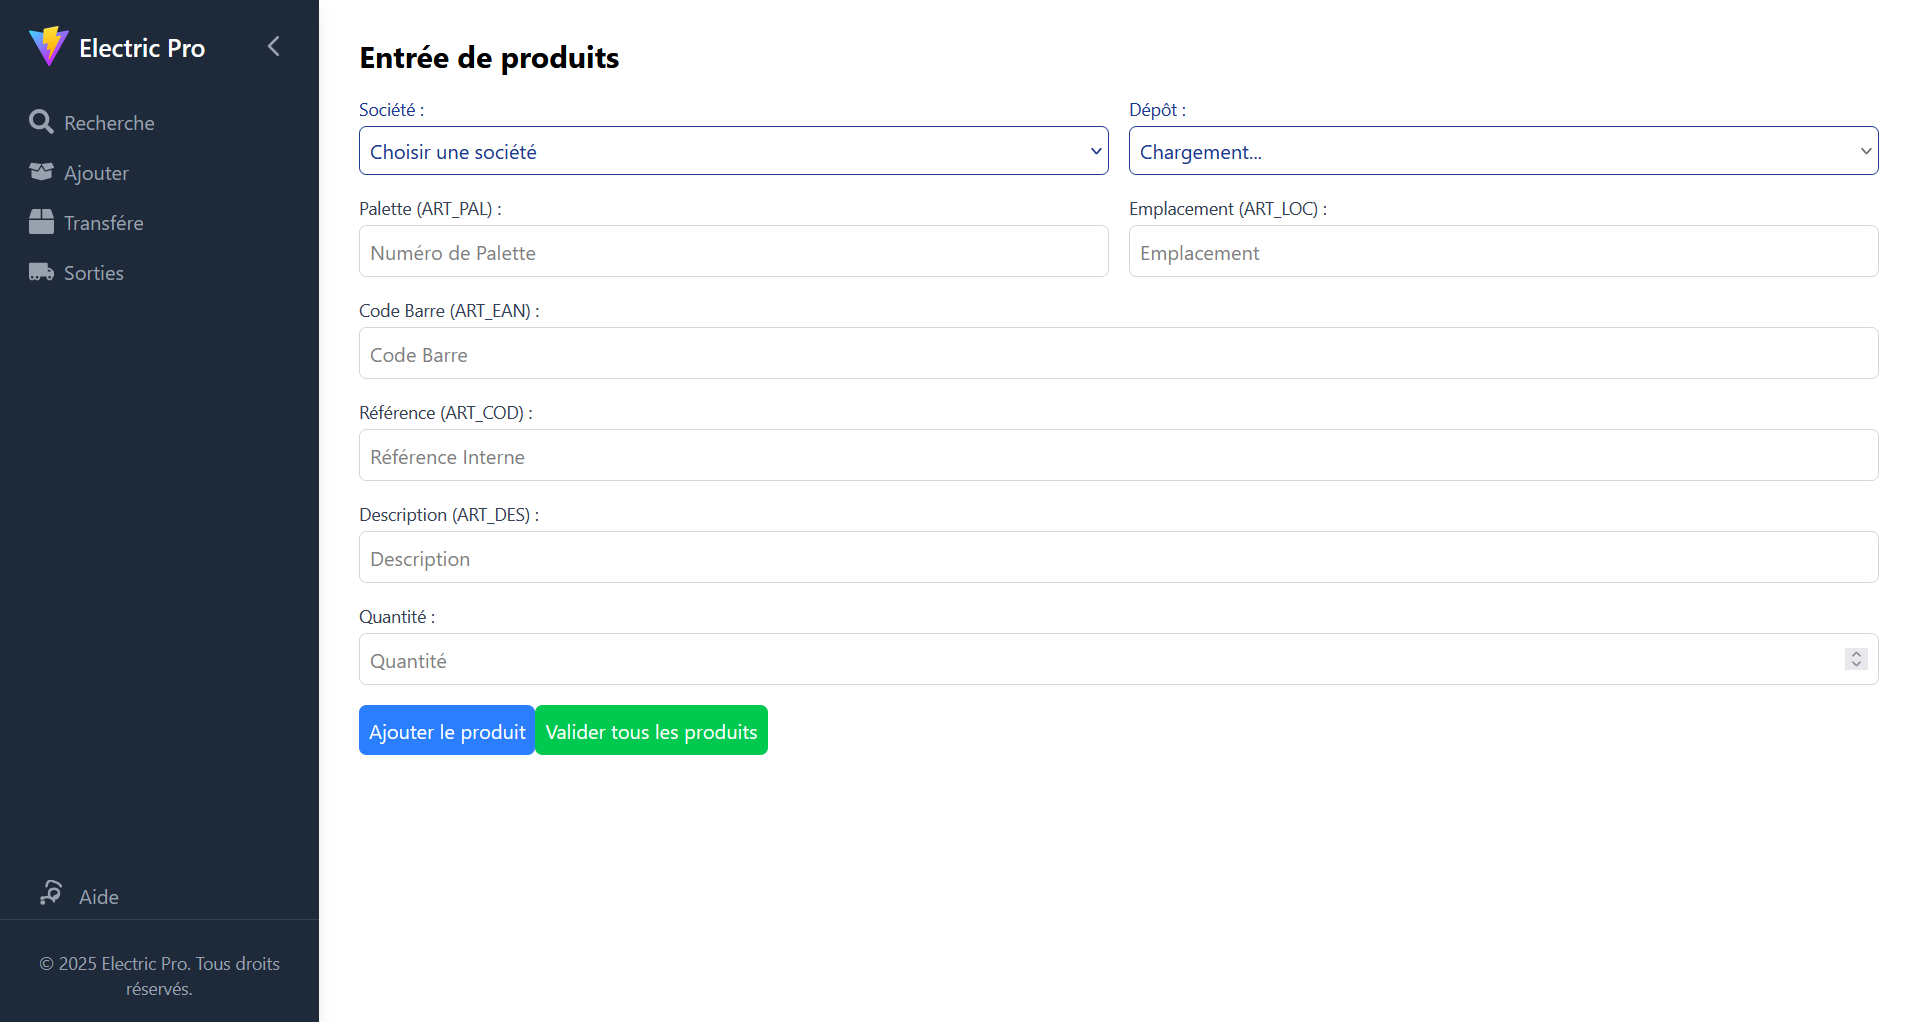 Electric Pro
Recherche
Ajouter
Transfére
Sorties
Aide
© 2025 Electric Pro. Tous droits
réservés.
Entrée de produits
Société :
Choisir une société
Dépôt :
Chargement...
Palette (ART_PAL) :
Numéro de Palette
Emplacement (ART_LOC) :
Emplacement
Code Barre (ART_EAN) :
Code Barre
Référence (ART_COD) :
Référence Interne
Description (ART_DES) :
Description
Quantité :
Quantité
Ajouter le produit
Valider tous les produits